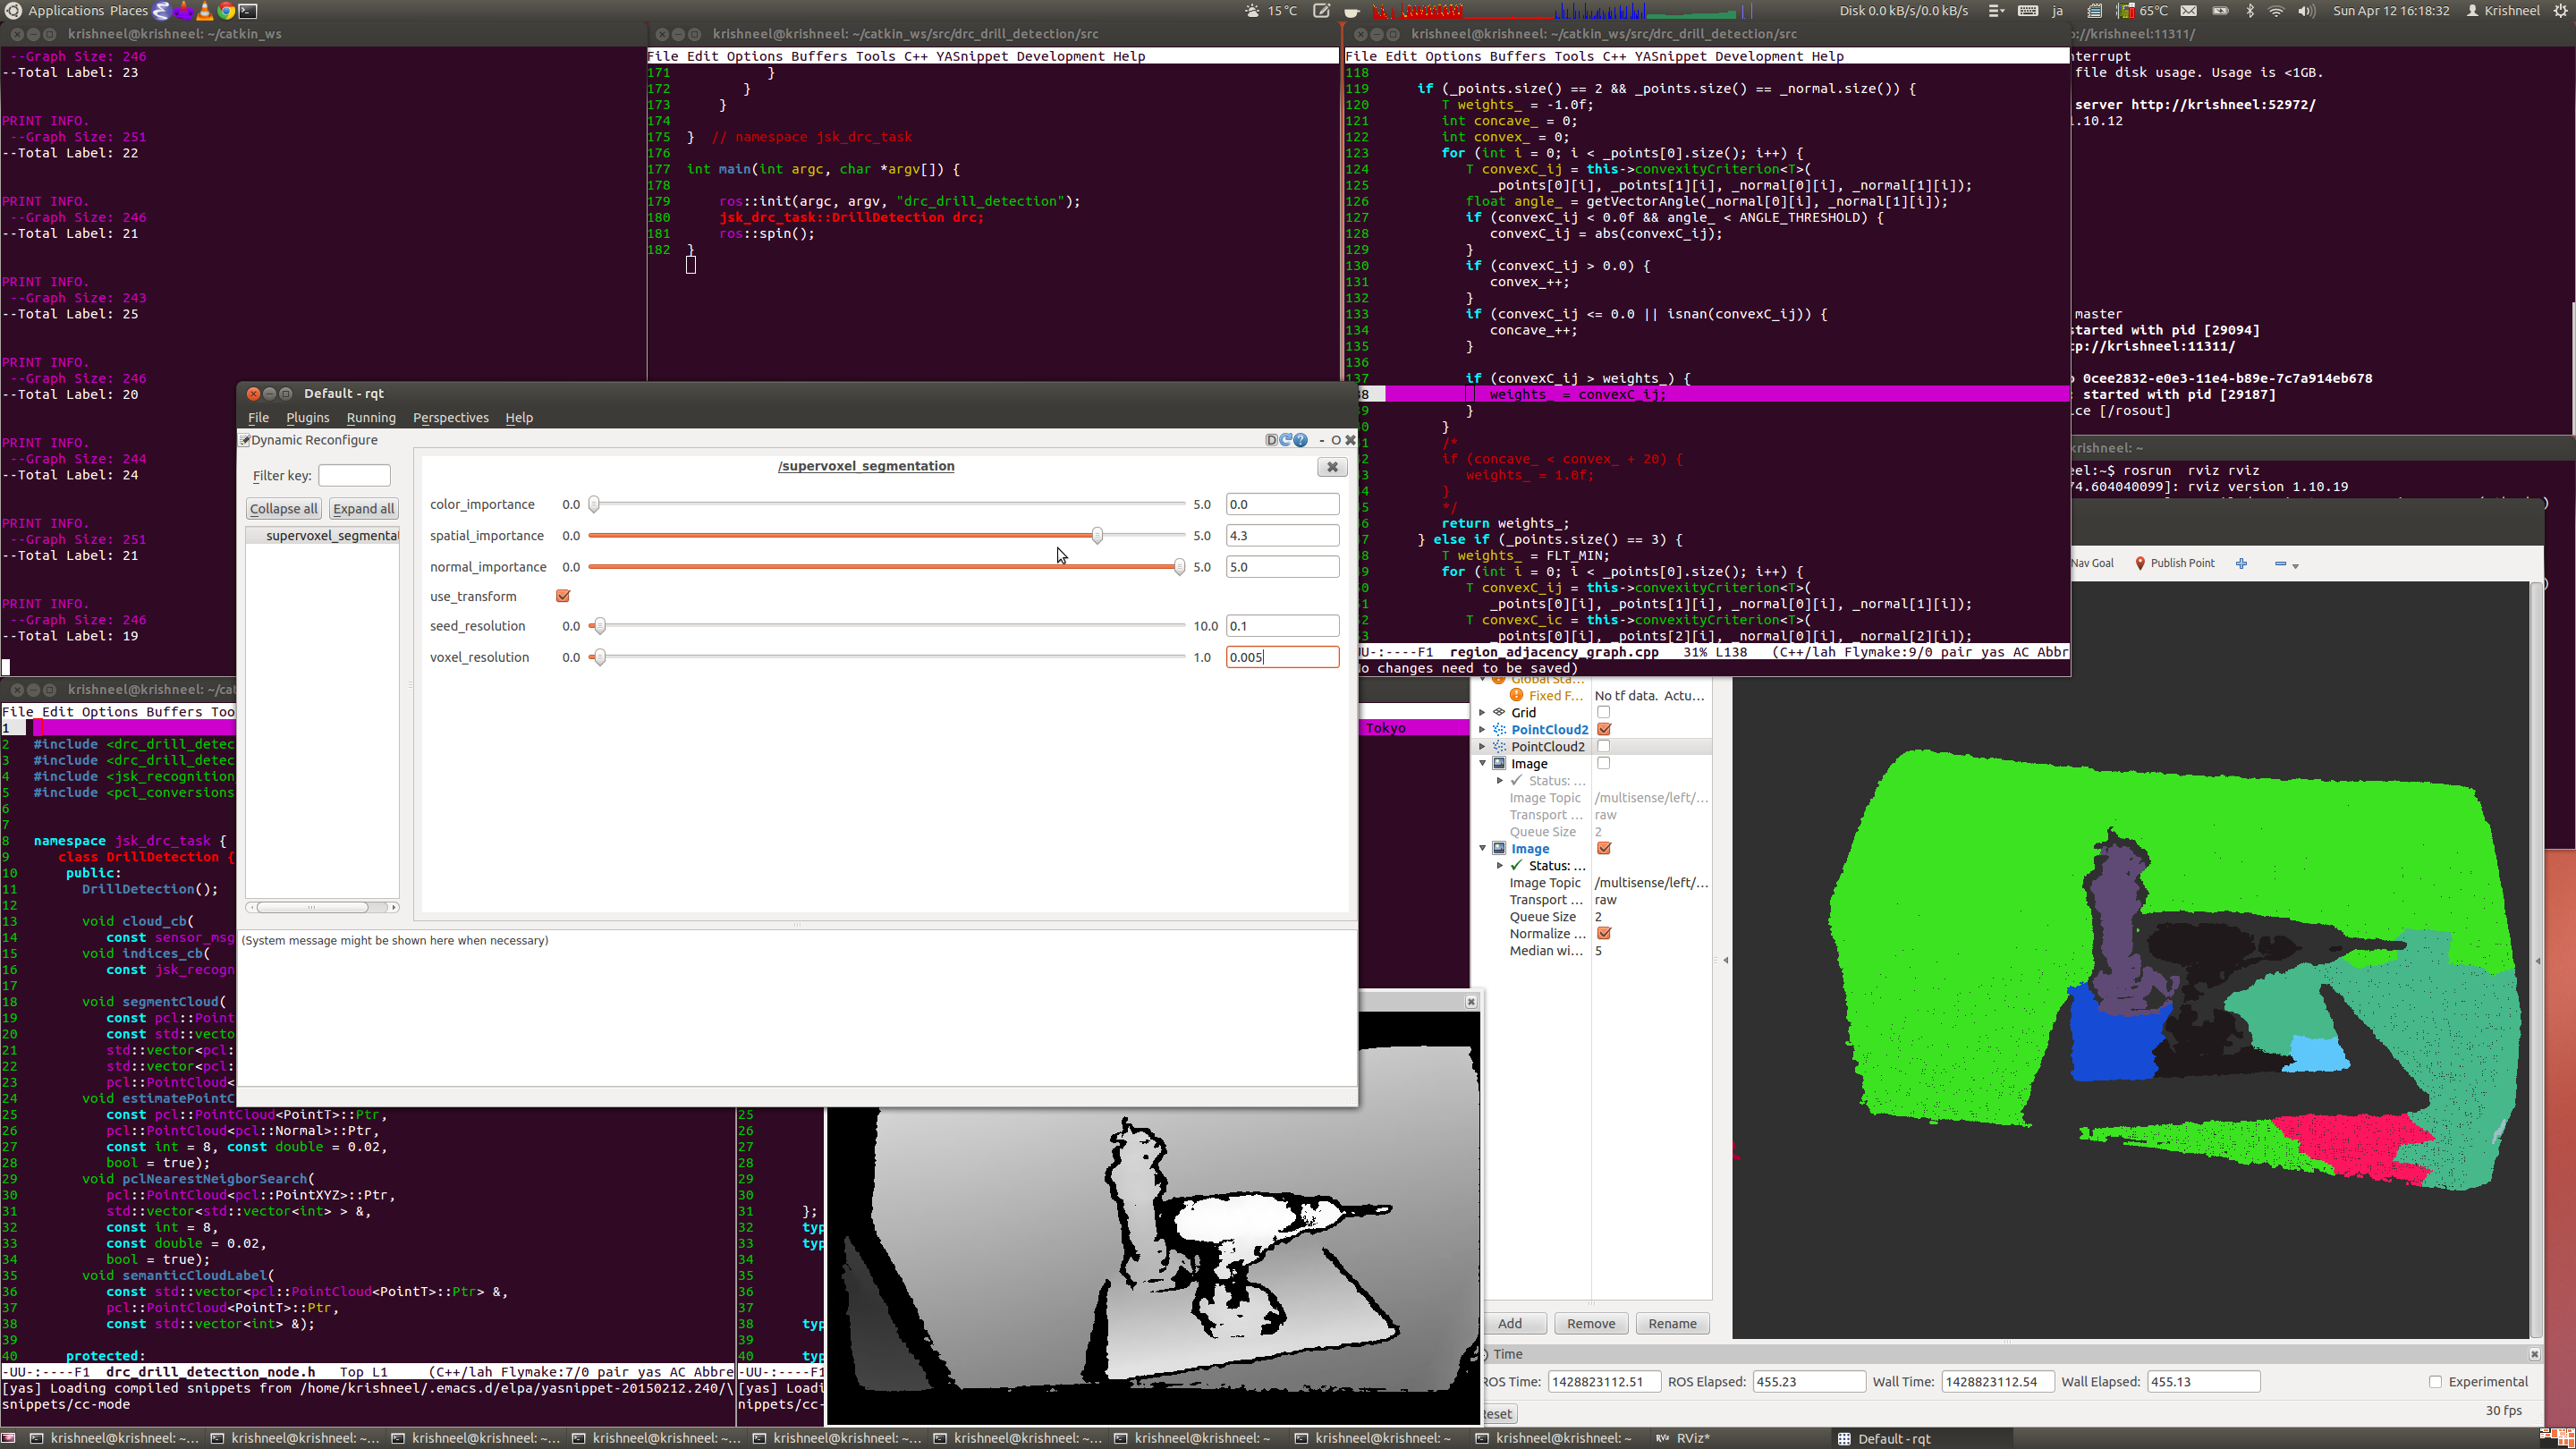 Applications Places
15 °C
Disk 0.0 kB/s/0.0 kB/s
ja
65°C
Sun Apr 12 16:18:32
Krishneel
krishneel@krishneel: ~/catkin_ws
--Graph Size: 246
--Total Label: 23
PRINT INFO.
--Graph Size: 251
--Total Label: 22
PRINT INFO.
--Graph Size: 246
--Total Label: 21
PRINT INFO.
--Graph Size: 243
--Total Label: 25
PRINT INFO.
--Graph Size: 246
--Total Label: 20
PRINT INFO.
--Graph Size: 244
--Total Label: 24
PRINT INFO.
--Graph Size: 251
--Total Label: 21
PRINT INFO.
--Graph Size: 246
--Total Label: 19
krishneel@krishneel: ~/catkin_ws/src/drc_drill_detection/src
File Edit Options Buffers Tools C++ YASnippet Development Help
171 }
172 }
173 }
174
175 } // namespace jsk_drc_task
176
177 int main(int argc, char *argv[]) {
178
179 ros::init(argc, argv, "drc_drill_detection");
180 jsk_drc_task::DrillDetection drc;
181 ros::spin();
182 }
krishneel@krishneel: ~/catkin_ws/src/drc_drill_detection/src
File Edit Options Buffers Tools C++ YASnippet Development Help
118
119 if (_points.size() == 2 && _points.size() == _normal.size()) {
120 T weights_ = -1.0f;
121 int concave_ = 0;
122 int convex_ = 0;
123 for (int i = 0; i < _points[0].size(); i++) {
124 T convexC_ij = this->convexityCriterion<T>(
125 _points[0][i], _points[1][i], _normal[0][i], _normal[1][i]);
126 float angle_ = getVectorAngle(_normal[0][i], _normal[1][i]);
127 if (convexC_ij < 0.0f && angle_ < ANGLE_THRESHOLD) {
128 convexC_ij = abs(convexC_ij);
129 }
130 if (convexC_ij > 0.0) {
131 convex_++;
132 }
133 if (convexC_ij <= 0.0 || isnan(convexC_ij)) {
134 concave_++;
135 }
136
137 if (convexC_ij > weights_) {
38 weights_ = convexC_ij;
39 }
40 }
41 /*
42 if (concave_ < convex_ + 20) {
43 weights_ = 1.0f;
44 }
45 */
46 return weights_;
47 } else if (_points.size() == 3) {
48 T weights_ = FLT_MIN;
49 for (int i = 0; i < _points[0].size(); i++) {
50 T convexC_ij = this->convexityCriterion<T>(
51 _points[0][i], _points[1][i], _normal[0][i], _normal[1][i]);
52 T convexC_ic = this->convexityCriterion<T>(
53 _points[0][i], _points[2][i], _normal[0][i], _normal[2][i]);
UU-:----F1 region_adjacency_graph.cpp 31% L138 (C++/lah Flymake:9/0 pair yas AC Abbr
No changes need to be saved)
p://krishneel:11311/
nterrupt
file disk usage. Usage is <1GB.
server http://krishneel:52972/
1.10.12
master
started with pid [29094]
tp://krishneel:11311/
o 0cee2832-e0e3-11e4-b89e-7c7a914eb678
: started with pid [29187]
ice [/rosout]
krishneel: ~
eel:~$ rosrun rviz rviz
74.604040099]: rviz version 1.10.19
Default - rqt
File Plugins Running Perspectives Help
Dynamic Reconfigure
D ? - O
Filter key:
Collapse all Expand all
supervoxel_segmenta
/supervoxel_segmentation
color_importance 0.0 5.0 0.0
spatial_importance 0.0 5.0 4.3
normal_importance 0.0 5.0 5.0
use_transform
seed_resolution 0.0 10.0 0.1
voxel_resolution 0.0 1.0 0.005
(System message might be shown here when necessary)
krishneel@krishneel: ~/cat
File Edit Options Buffers Too
1
2 #include <drc_drill_detec
3 #include <drc_drill_detec
4 #include <jsk_recognition
5 #include <pcl_conversions
6
7
8 namespace jsk_drc_task {
9 class DrillDetection {
10 public:
11 DrillDetection();
12
13 void cloud_cb(
14 const sensor_msg
15 void indices_cb(
16 const jsk_recogn
17
18 void segmentCloud(
19 const pcl::Point
20 const std::vecto
21 std::vector<pcl:
22 std::vector<pcl:
23 pcl::PointCloud<
24 void estimatePointC
25 const pcl::PointCloud<PointT>::Ptr,
26 pcl::PointCloud<pcl::Normal>::Ptr,
27 const int = 8, const double = 0.02,
28 bool = true);
29 void pclNearestNeigborSearch(
30 pcl::PointCloud<pcl::PointXYZ>::Ptr,
31 std::vector<std::vector<int> > &,
32 const int = 8,
33 const double = 0.02,
34 bool = true);
35 void semanticCloudLabel(
36 const std::vector<pcl::PointCloud<PointT>::Ptr> &,
37 pcl::PointCloud<PointT>::Ptr,
38 const std::vector<int> &);
39
40 protected:
-UU-:----F1 drc_drill_detection_node.h Top L1 (C++/lah Flymake:7/0 pair yas AC Abbre
[yas] Loading compiled snippets from /home/krishneel/.emacs.d/elpa/yasnippet-20150212.240/\
snippets/cc-mode
25
26
27
28
29
30
31 };
32 typ
33 typ
34
35
36
37
38 typ
39
40 typ
-UU-:----F1
[yas] Loadi
nippets/cc-
Tokyo
Nav Goal Publish Point
Global Sta...
Fixed F... No tf data. Actu...
Grid
PointCloud2
PointCloud2
Image
Status: ...
Image Topic /multisense/left/...
Transport ... raw
Queue Size 2
Image
Status: ...
Image Topic /multisense/left/...
Transport ... raw
Queue Size 2
Normalize ...
Median wi... 5
Add Remove Rename
Time
ROS Time: 1428823112.51 ROS Elapsed: 455.23 Wall Time: 1428823112.54 Wall Elapsed: 455.13 Experimental
Reset 30 fps
krishneel@krishneel: ~... krishneel@krishneel: ~... krishneel@krishneel: ~... krishneel@krishneel: ~... krishneel@krishneel: ~... krishneel@krishneel: ~... krishneel@krishneel: ~ krishneel@krishneel: ~ krishneel@krishneel: ~ RViz* Default - rqt